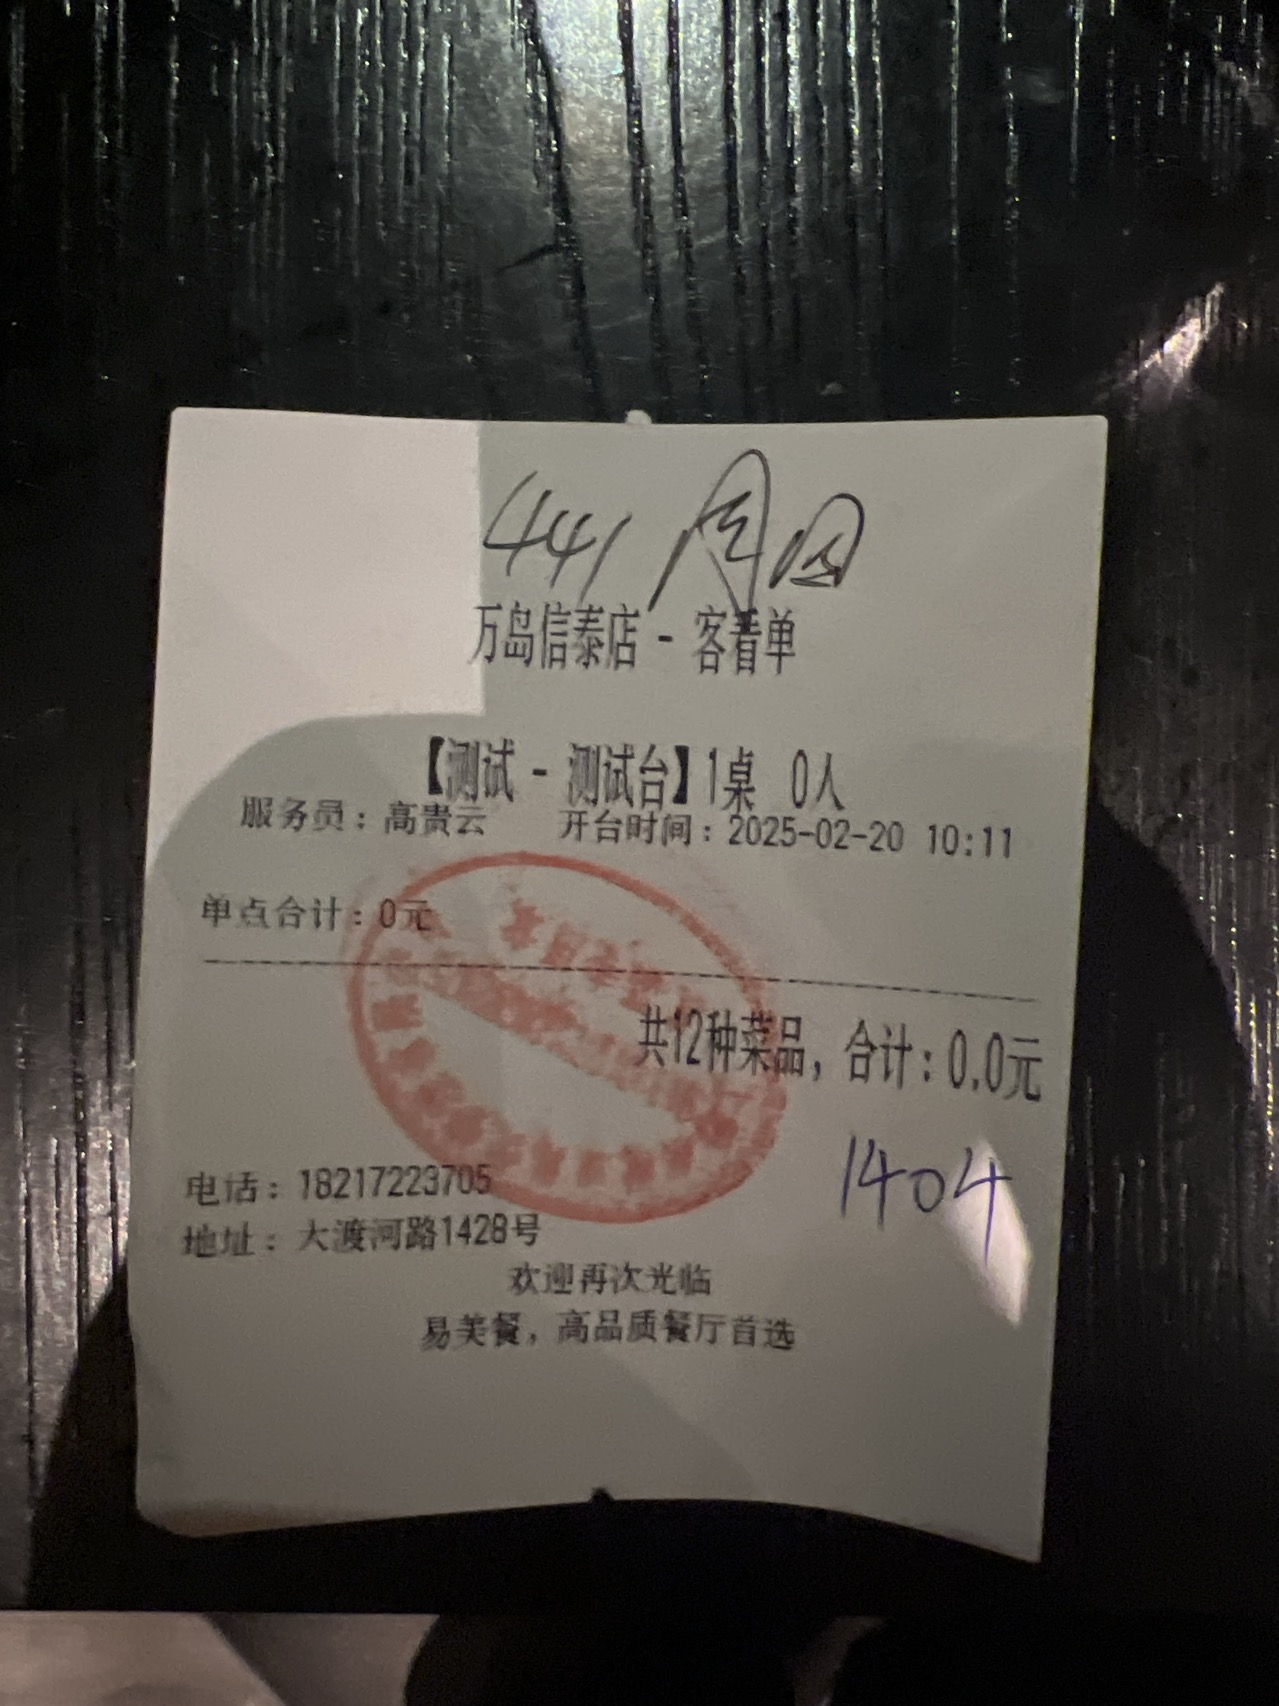 441
万岛信泰店 - 客看单
【测试 - 测试台】1桌 0人
服务员：高贵云 开台时间：2025-02-20 10:11
单点合计：0元
共12种菜品，合计：0.0元
1404
电话：18217223705
地址：大渡河路1428号
欢迎再次光临
易美餐，高品质餐厅首选